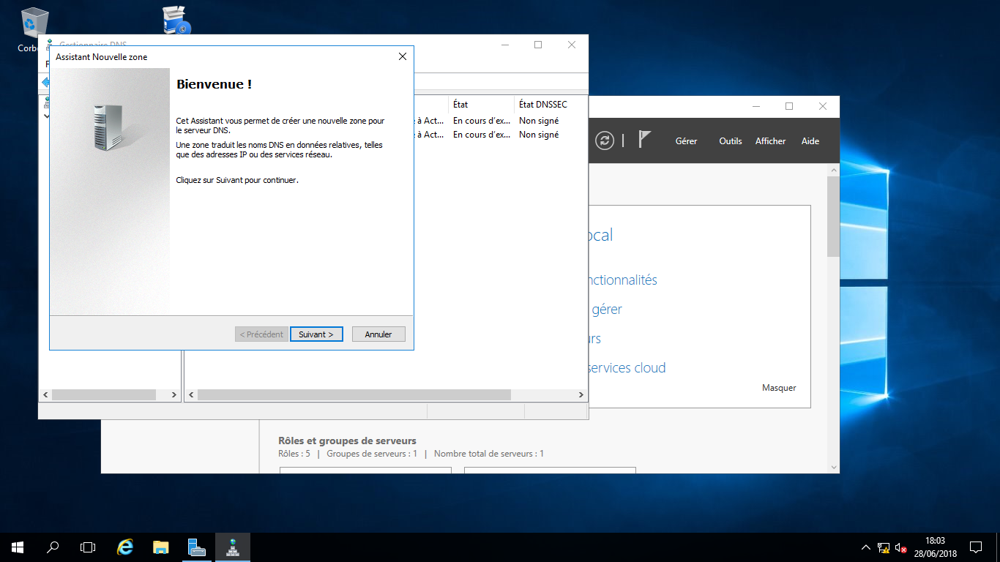 Gestionnaire DNS
Assistant Nouvelle zone
Bienvenue !
Cet Assistant vous permet de créer une nouvelle zone pour
le serveur DNS.
Une zone traduit les noms DNS en données relatives, telles
que des adresses IP ou des services réseau.
Cliquez sur Suivant pour continuer.
< Précédent
Suivant >
Annuler
État
État DNSSEC
à Act...
En cours d'ex...
Non signé
à Act...
En cours d'ex...
Non signé
Gérer
Outils
Afficher
Aide
gérer
services cloud
Masquer
Rôles et groupes de serveurs
Rôles : 5 | Groupes de serveurs : 1 | Nombre total de serveurs : 1
18:03
28/06/2018